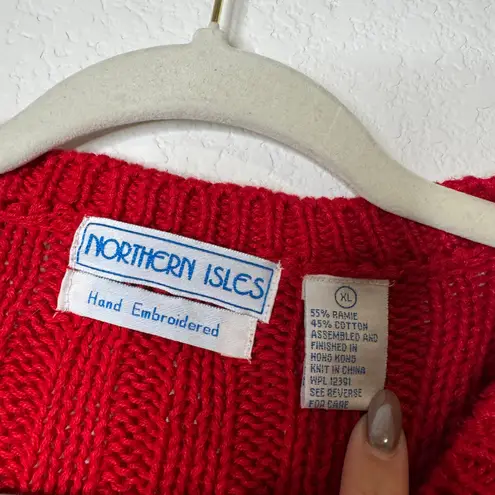 NORTHERN ISLES
Hand Embroidered
XL
55% RAMIE
45% COTTON
ASSEMBLED AND
FINISHED IN
HONG KONG
KNIT IN CHINA
WPL 12391
SEE REVERSE
FOR CARE